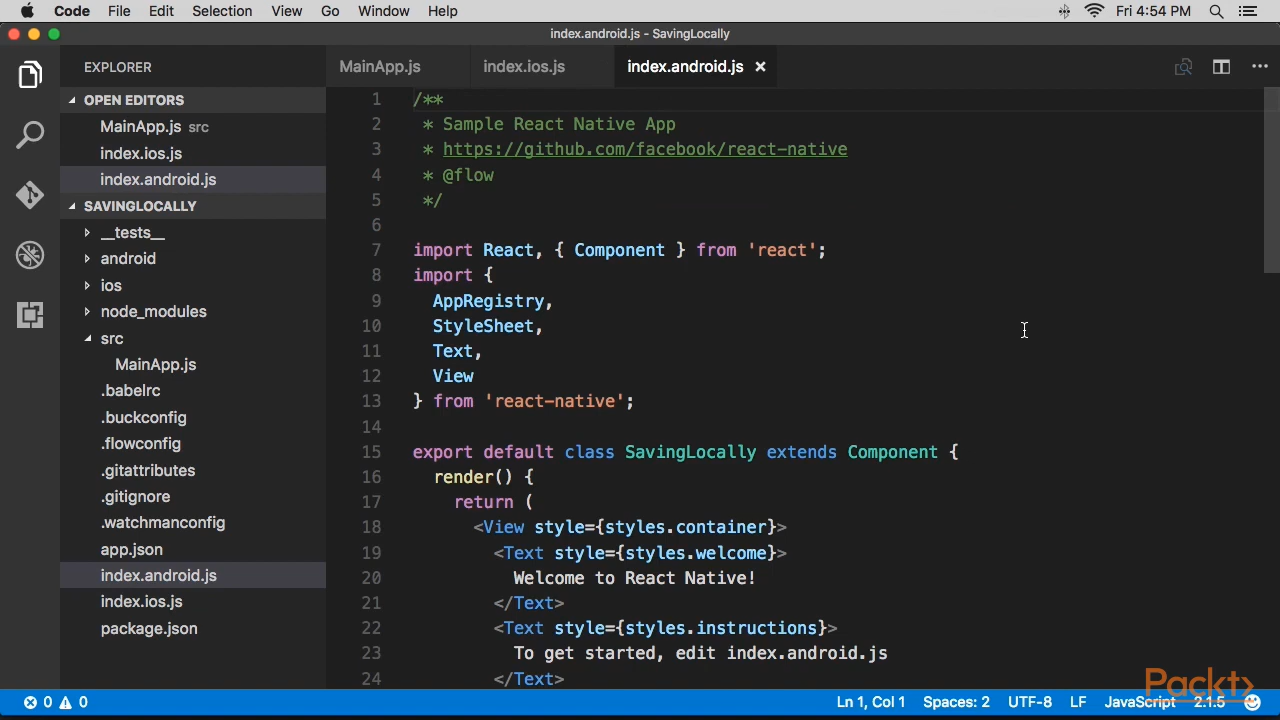 Code File Edit Selection View Go Window Help Fri 4:54 PM
index.android.js - SavingLocally
EXPLORER
OPEN EDITORS
MainApp.js src
index.ios.js
index.android.js
SAVINGLOCALLY
__tests__
android
ios
node_modules
src
MainApp.js
.babelrc
.buckconfig
.flowconfig
.gitattributes
.gitignore
.watchmanconfig
app.json
index.android.js
index.ios.js
package.json
MainApp.js index.ios.js index.android.js
1 /**
2 * Sample React Native App
3 * https://github.com/facebook/react-native
4 * @flow
5 */
6
7 import React, { Component } from 'react';
8 import {
9 AppRegistry,
10 StyleSheet,
11 Text,
12 View
13 } from 'react-native';
14
15 export default class SavingLocally extends Component {
16 render() {
17 return (
18 <View style={styles.container}>
19 <Text style={styles.welcome}>
20 Welcome to React Native!
21 </Text>
22 <Text style={styles.instructions}>
23 To get started, edit index.android.js
24 </Text>
Packt>
0 0 Ln 1, Col 1 Spaces: 2 UTF-8 LF JavaScript 2.1.5